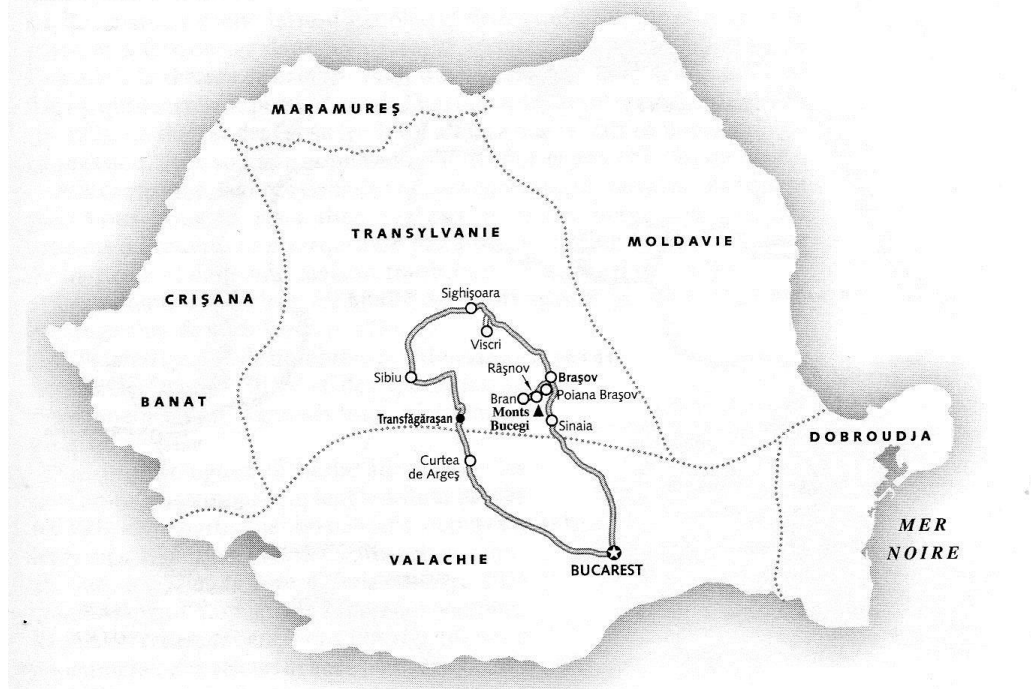 MARAMUREŞ
TRANSYLVANIE
MOLDAVIE
CRIŞANA
Sighişoara
Viscri
Râşnov
Braşov
Sibiu
Bran
Poiana Braşov
BANAT
Monts
Bucegi
Transfăgărașan
Sinaia
DOBROUDJA
Curtea
de Argeş
MER
NOIRE
VALACHIE
BUCAREST